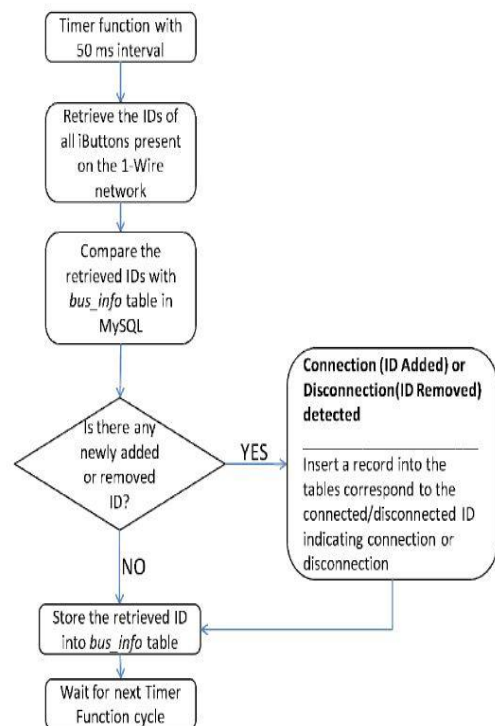 Timer function with
50 ms interval
Retrieve the IDs of
all iButtons present
on the 1-Wire
network
Compare the
retrieved IDs with
bus_info table in
MySQL
Is there any
newly added
or removed
ID?
YES
Connection (ID Added) or
Disconnection(ID Removed)
detected
Insert a record into the
tables correspond to the
connected/disconnected ID
indicating connection or
disconnection
NO
Store the retrieved ID
into bus_info table
Wait for next Timer
Function cycle